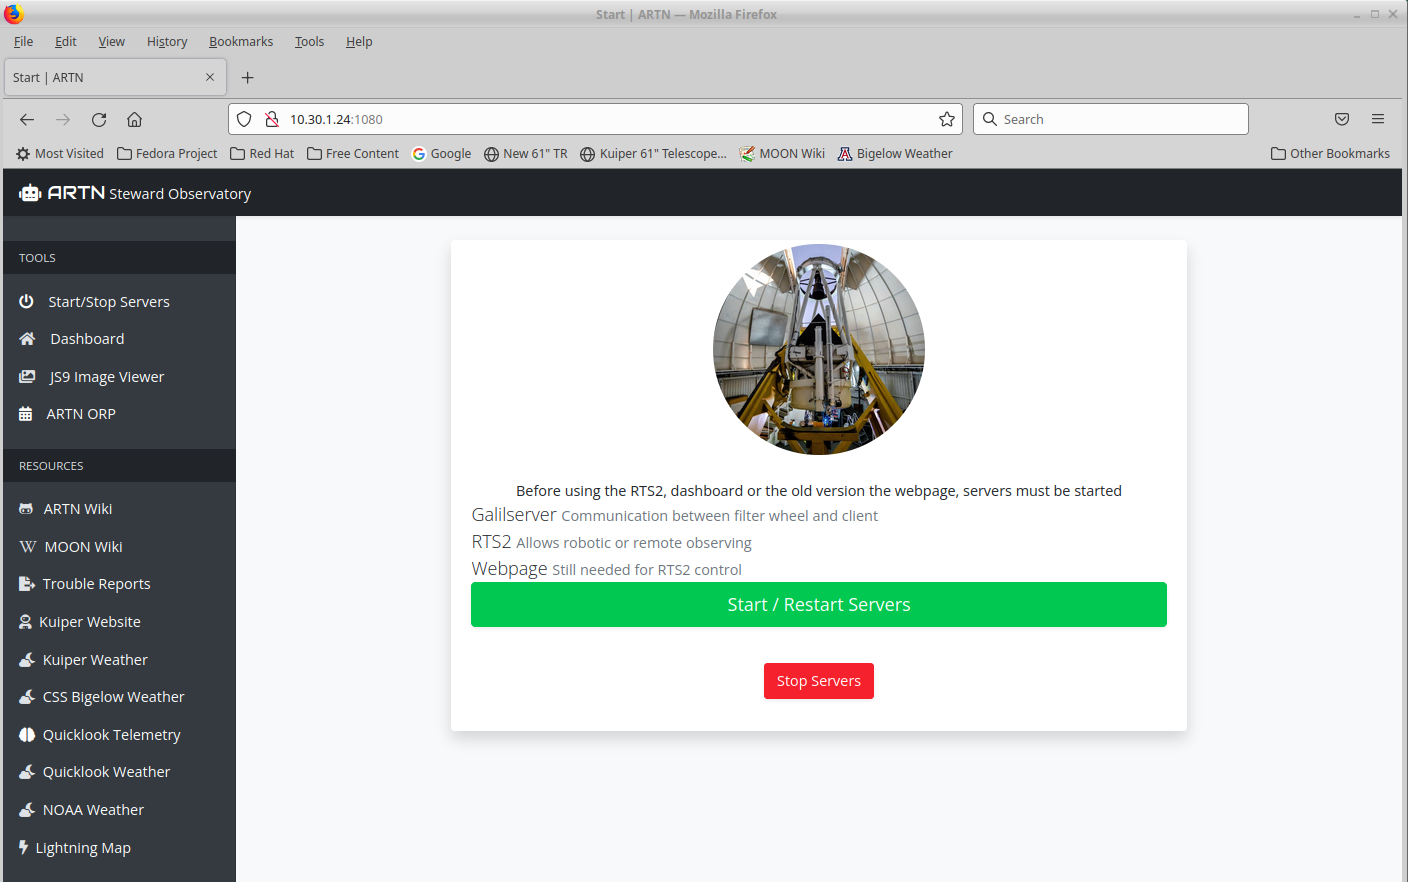 Start | ARTN — Mozilla Firefox
File Edit View History Bookmarks Tools Help
Start | ARTN
10.30.1.24:1080 Search
Most Visited Fedora Project Red Hat Free Content Google New 61" TR Kuiper 61" Telescope... MOON Wiki Bigelow Weather Other Bookmarks
ARTN Steward Observatory
TOOLS
Start/Stop Servers
Dashboard
JS9 Image Viewer
ARTN ORP
RESOURCES
ARTN Wiki
MOON Wiki
Trouble Reports
Kuiper Website
Kuiper Weather
CSS Bigelow Weather
Quicklook Telemetry
Quicklook Weather
NOAA Weather
Lightning Map
Before using the RTS2, dashboard or the old version the webpage, servers must be started
Galilserver Communication between filter wheel and client
RTS2 Allows robotic or remote observing
Webpage Still needed for RTS2 control
Start / Restart Servers
Stop Servers